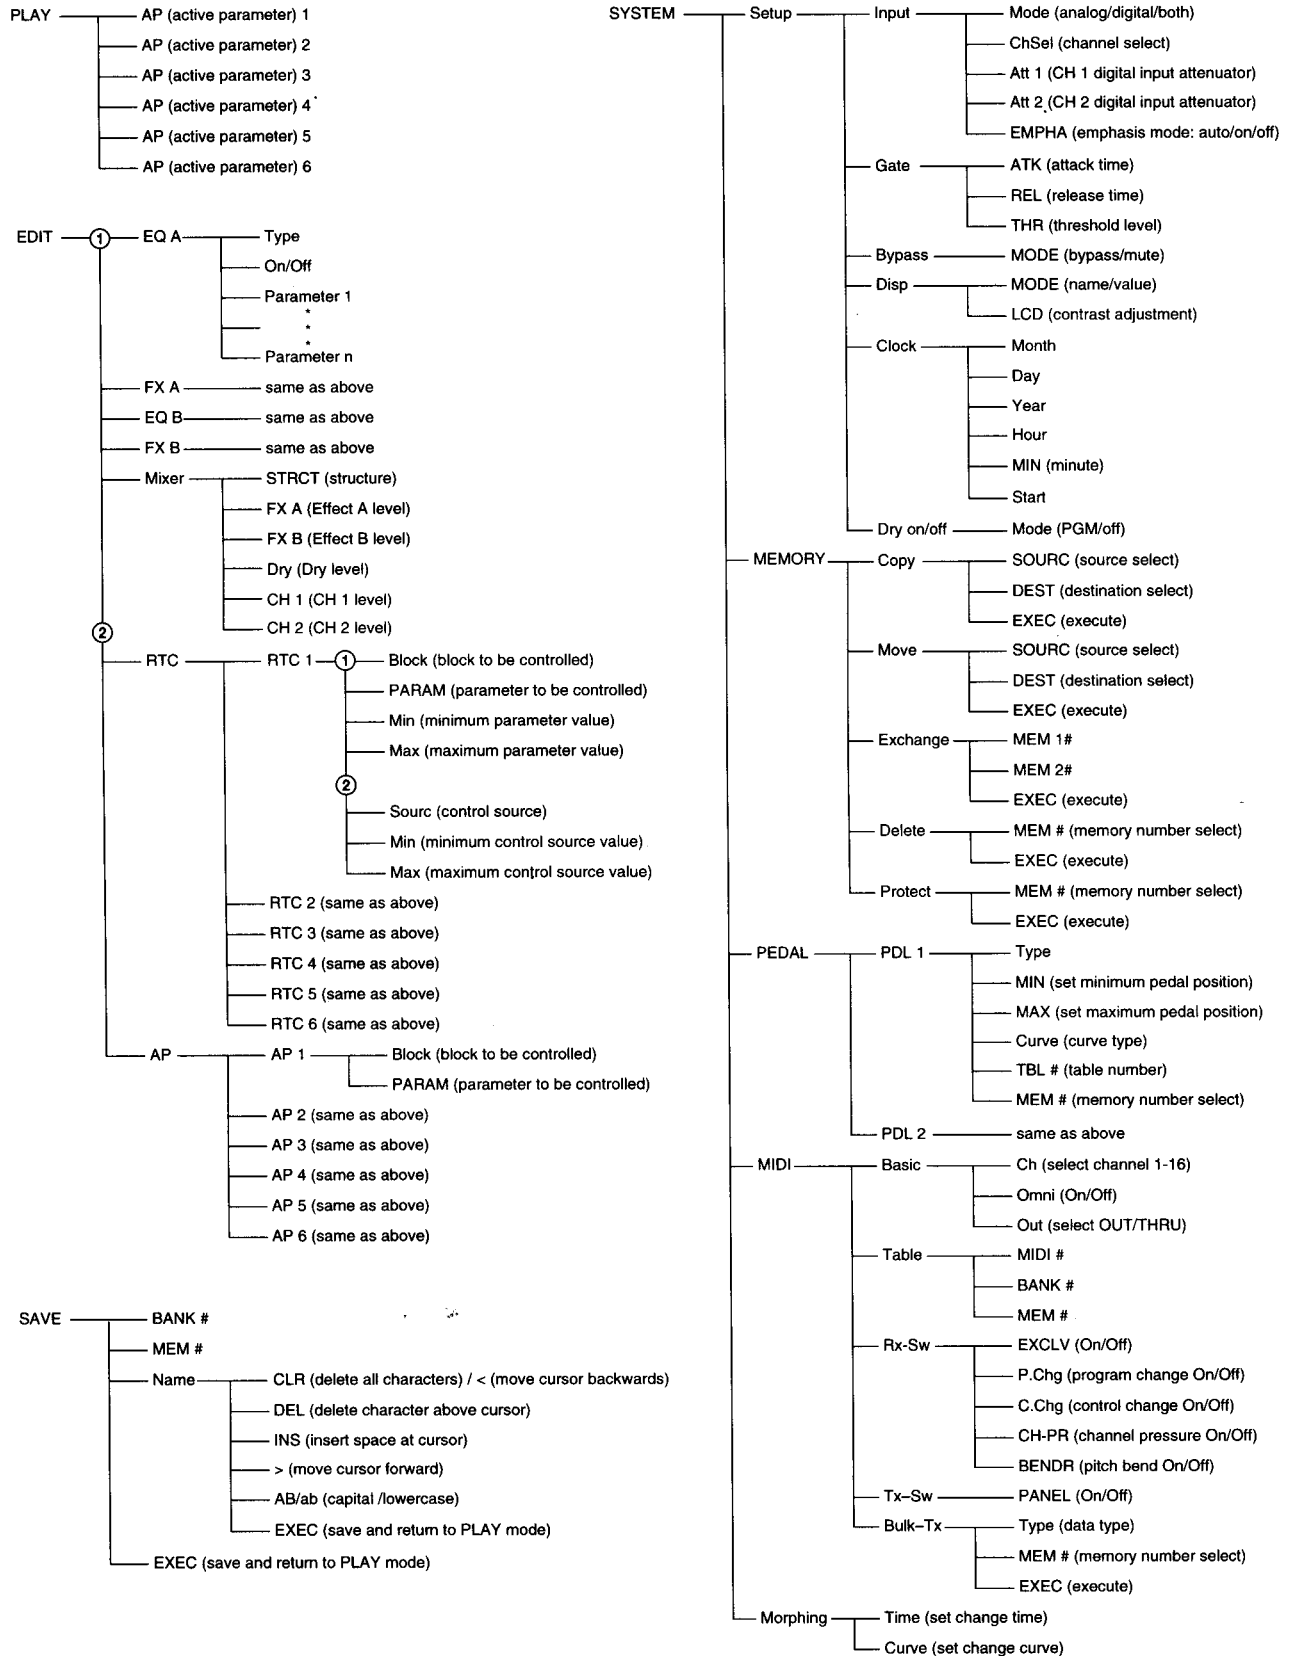 PLAY
AP (active parameter) 1
AP (active parameter) 2
AP (active parameter) 3
AP (active parameter) 4
AP (active parameter) 5
AP (active parameter) 6
EDIT 1 EQ A Type
On/Off
Parameter 1
*
*
*
Parameter n
FX A same as above
EQ B same as above
FX B same as above
Mixer STRCT (structure)
FX A (Effect A level)
FX B (Effect B level)
Dry (Dry level)
CH 1 (CH 1 level)
CH 2 (CH 2 level)
2
RTC RTC 1 1 Block (block to be controlled)
PARAM (parameter to be controlled)
Min (minimum parameter value)
Max (maximum parameter value)
2
Sourc (control source)
Min (minimum control source value)
Max (maximum control source value)
RTC 2 (same as above)
RTC 3 (same as above)
RTC 4 (same as above)
RTC 5 (same as above)
RTC 6 (same as above)
AP AP 1 Block (block to be controlled)
PARAM (parameter to be controlled)
AP 2 (same as above)
AP 3 (same as above)
AP 4 (same as above)
AP 5 (same as above)
AP 6 (same as above)
SAVE BANK #
MEM #
Name CLR (delete all characters) / < (move cursor backwards)
DEL (delete character above cursor)
INS (insert space at cursor)
> (move cursor forward)
AB/ab (capital /lowercase)
EXEC (save and return to PLAY mode)
EXEC (save and return to PLAY mode)
SYSTEM Setup Input Mode (analog/digital/both)
ChSel (channel select)
Att 1 (CH 1 digital input attenuator)
Att 2 (CH 2 digital input attenuator)
EMPHA (emphasis mode: auto/on/off)
Gate ATK (attack time)
REL (release time)
THR (threshold level)
Bypass MODE (bypass/mute)
Disp MODE (name/value)
LCD (contrast adjustment)
Clock Month
Day
Year
Hour
MIN (minute)
Start
Dry on/off Mode (PGM/off)
MEMORY Copy SOURC (source select)
DEST (destination select)
EXEC (execute)
Move SOURC (source select)
DEST (destination select)
EXEC (execute)
Exchange MEM 1#
MEM 2#
EXEC (execute)
Delete MEM # (memory number select)
EXEC (execute)
Protect MEM # (memory number select)
EXEC (execute)
PEDAL PDL 1 Type
MIN (set minimum pedal position)
MAX (set maximum pedal position)
Curve (curve type)
TBL # (table number)
MEM # (memory number select)
PDL 2 same as above
MIDI Basic Ch (select channel 1-16)
Omni (On/Off)
Out (select OUT/THRU)
Table MIDI #
BANK #
MEM #
Rx-Sw EXCLV (On/Off)
P.Chg (program change On/Off)
C.Chg (control change On/Off)
CH-PR (channel pressure On/Off)
BENDR (pitch bend On/Off)
Tx–Sw PANEL (On/Off)
Bulk–Tx Type (data type)
MEM # (memory number select)
EXEC (execute)
Morphing Time (set change time)
Curve (set change curve)